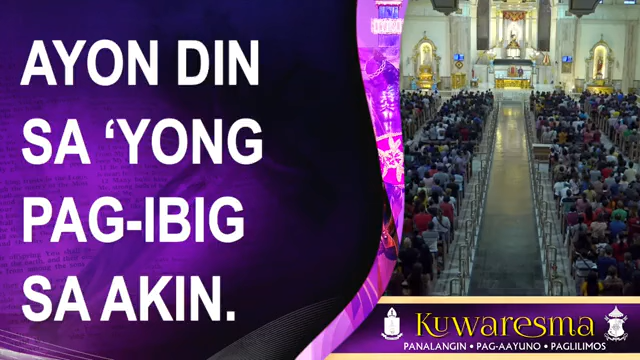 AYON DIN
SA ‘YONG
PAG-IBIG
SA AKIN.
Kuwaresma
PANALANGIN • PAG-AAYUNO • PAGLILIMOS